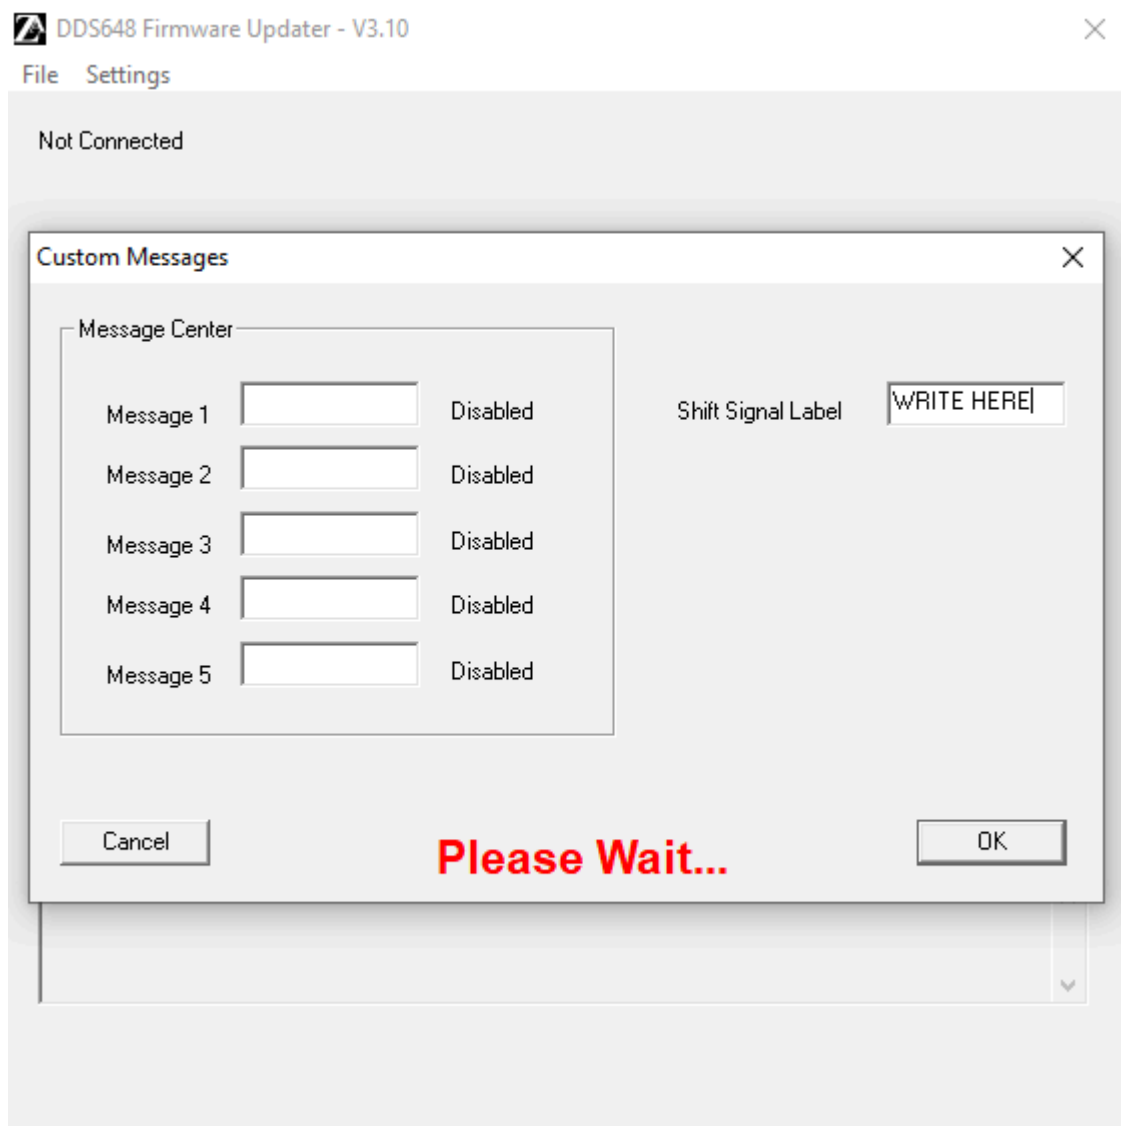 DDS648 Firmware Updater - V3.10
File Settings
Not Connected
Custom Messages
Message Center
Message 1 Disabled
Shift Signal Label WRITE HERE
Message 2 Disabled
Message 3 Disabled
Message 4 Disabled
Message 5 Disabled
Cancel
Please Wait...
OK